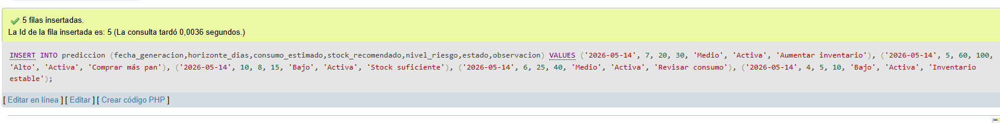 5 filas insertadas.
La Id de la fila insertada es: 5 (La consulta tardó 0,0036 segundos.)
INSERT INTO prediccion (fecha_generacion,horizonte_dias,consumo_estimado,stock_recomendado,nivel_riesgo,estado,observacion) VALUES ('2026-05-14', 7, 20, 30, 'Medio', 'Activa', 'Aumentar inventario'), ('2026-05-14', 5, 60, 100,
'Alto', 'Activa', 'Comprar más pan'), ('2026-05-14', 10, 8, 15, 'Bajo', 'Activa', 'Stock suficiente'), ('2026-05-14', 6, 25, 40, 'Medio', 'Activa', 'Revisar consumo'), ('2026-05-14', 4, 5, 10, 'Bajo', 'Activa', 'Inventario
estable');
[ Editar en línea ] [ Editar ] [ Crear código PHP ]